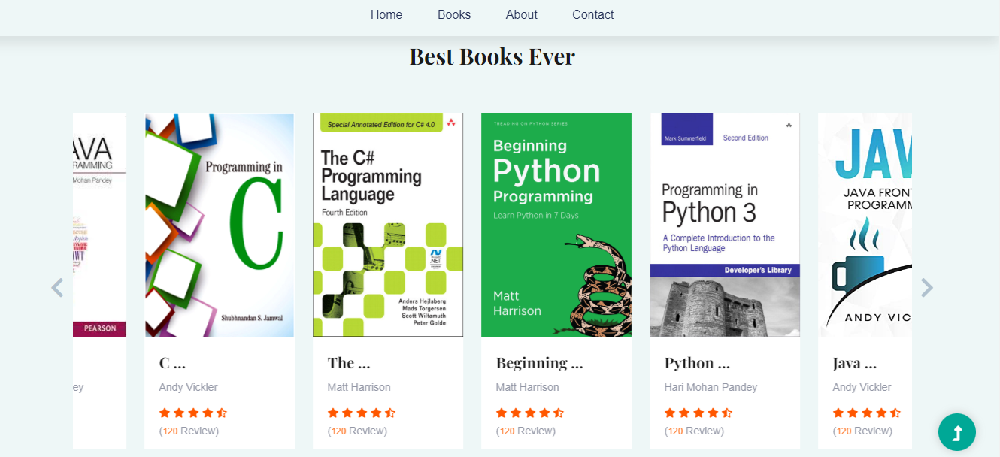 Home Books About Contact
Best Books Ever
AVA
RAMMING
Mohan Pandey
PEARSON
ey
Programming in
C
Shubhnandan S. Jamwal
C ...
Andy Vickler
(120 Review)
Special Annotated Edition for C# 4.0
The C#
Programming
Language
Fourth Edition
.NET
Anders Hejlsberg
Mads Torgersen
Scott Wiltamuth
Peter Golde
The ...
Matt Harrison
(120 Review)
TREADING ON PYTHON SERIES
Beginning
Python
Programming
Learn Python in 7 Days
Matt
Harrison
Beginning ...
Matt Harrison
(120 Review)
Mark Summerfield
Second Edition
Programming in
Python 3
A Complete Introduction to the
Python Language
Developer's Library
Python ...
Hari Mohan Pandey
(120 Review)
JAV
JAVA FRONT
PROGRAMM
ANDY VIC
Java ...
Andy Vickler
(120 Review)